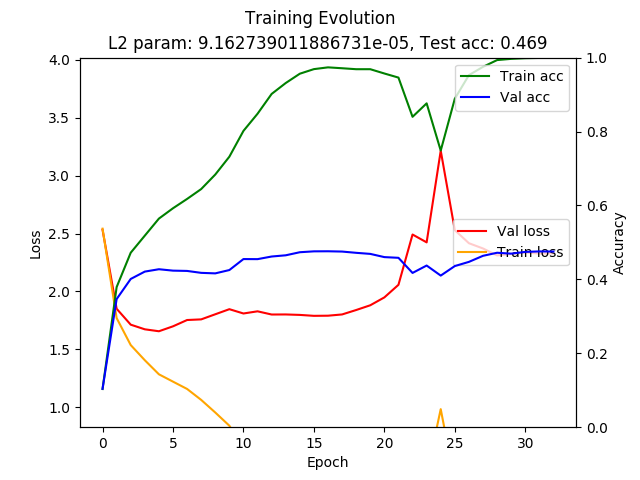 Training Evolution
L2 param: 9.162739011886731e-05, Test acc: 0.469
4.0
3.5
3.0
2.5
2.0
1.5
1.0
Loss
1.0
0.8
0.6
0.4
0.2
0.0
Accuracy
Train acc
Val acc
Val loss
Train loss
0 5 10 15 20 25 30
Epoch